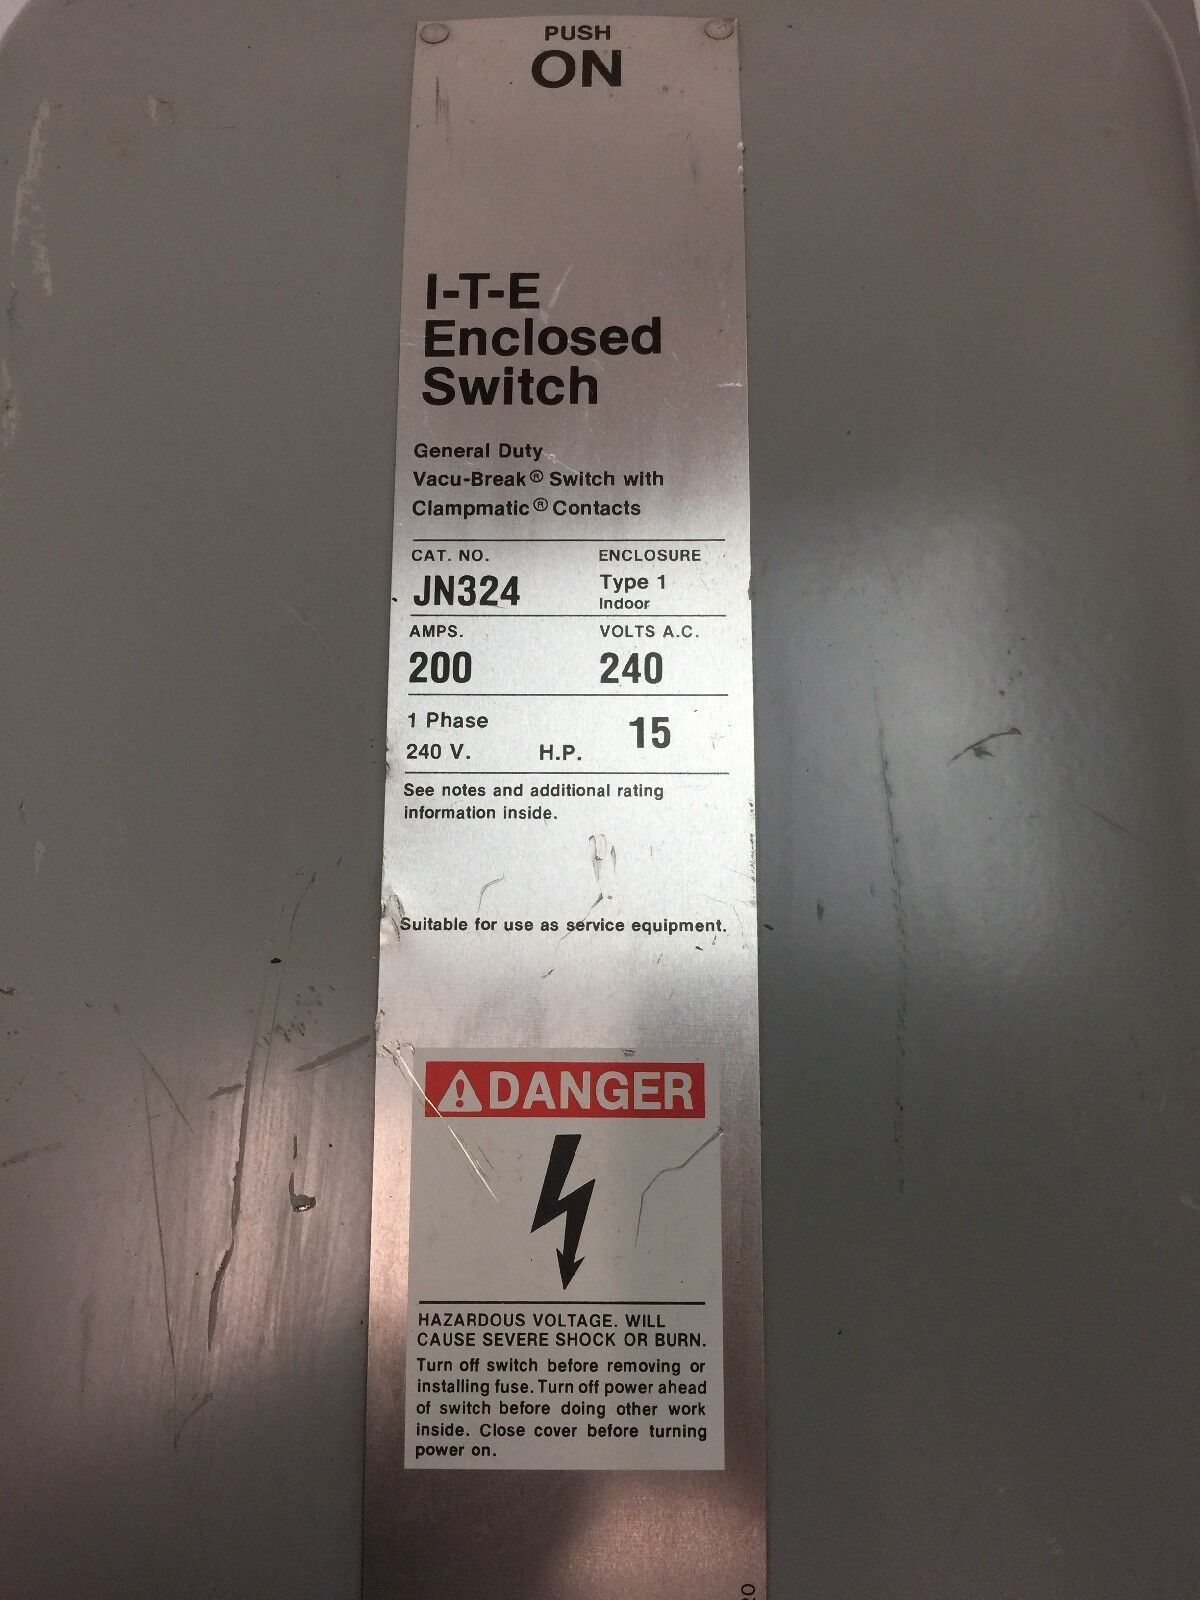 PUSH
ON
I-T-E
Enclosed
Switch
General Duty
Vacu-Break® Switch with
Clampmatic® Contacts
CAT. NO. ENCLOSURE
JN324 Type 1
Indoor
AMPS. VOLTS A.C.
200 240
1 Phase
240 V. H.P. 15
See notes and additional rating
information inside.
Suitable for use as service equipment.
DANGER
HAZARDOUS VOLTAGE. WILL
CAUSE SEVERE SHOCK OR BURN.
Turn off switch before removing or
installing fuse. Turn off power ahead
of switch before doing other work
inside. Close cover before turning
power on.